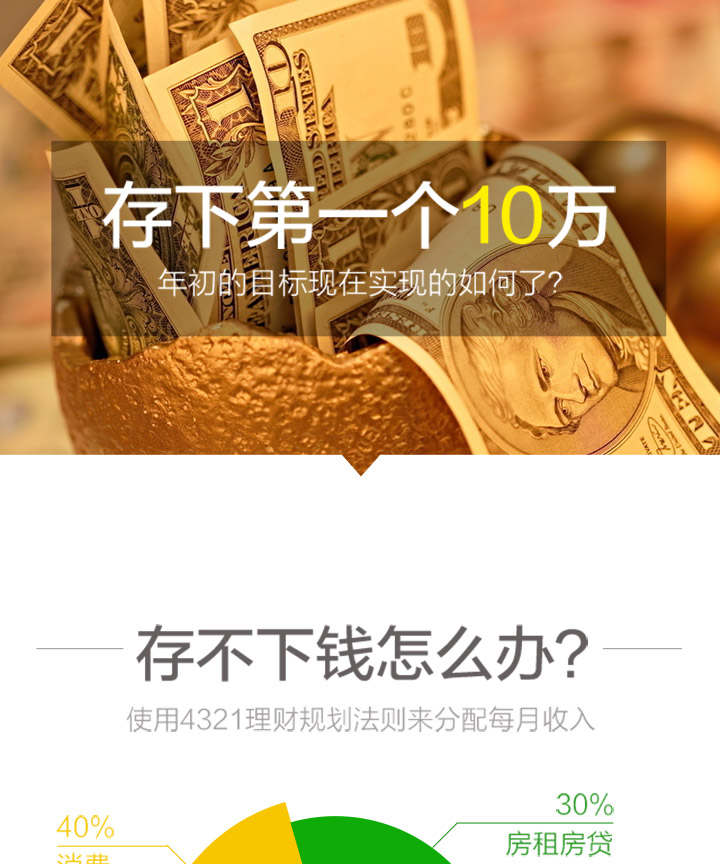 存下第一个10万
年初的目标现在实现的如何了?
存不下钱怎么办?
使用4321理财规划法则来分配每月收入
30%
房租房贷
40%
消费